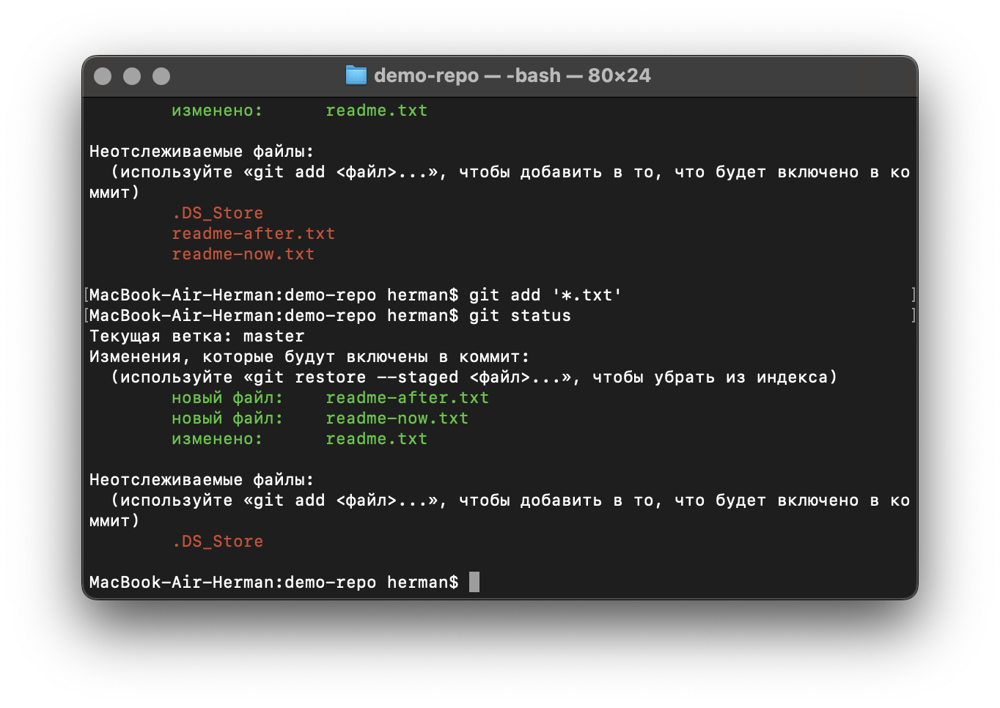 demo-repo — -bash — 80×24
изменено: readme.txt
Неотслеживаемые файлы:
(используйте «git add <файл>...», чтобы добавить в то, что будет включено в ко
ммит)
.DS_Store
readme-after.txt
readme-now.txt
[MacBook-Air-Herman:demo-repo herman$ git add '*.txt' ]
[MacBook-Air-Herman:demo-repo herman$ git status ]
Текущая ветка: master
Изменения, которые будут включены в коммит:
(используйте «git restore --staged <файл>...», чтобы убрать из индекса)
новый файл: readme-after.txt
новый файл: readme-now.txt
изменено: readme.txt
Неотслеживаемые файлы:
(используйте «git add <файл>...», чтобы добавить в то, что будет включено в ко
ммит)
.DS_Store
MacBook-Air-Herman:demo-repo herman$